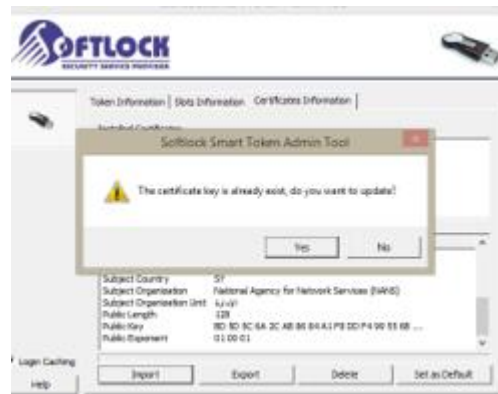 SOFTLOCK
SECURITY SERVICE PROVIDER
Token Information
Slots Information
Certificates Information
Installed Certificates
Softlock Smart Token Admin Tool
The certificate key is already exist, do you want to update?
Yes
No
Subject Country SY
Subject Organization National Agency for Network Services (NANS)
Subject Organization Unit
Public Length 128
Public Key
Public Exponent 01 00 01
Login Caching
Help
Import
Export
Delete
Set as Default